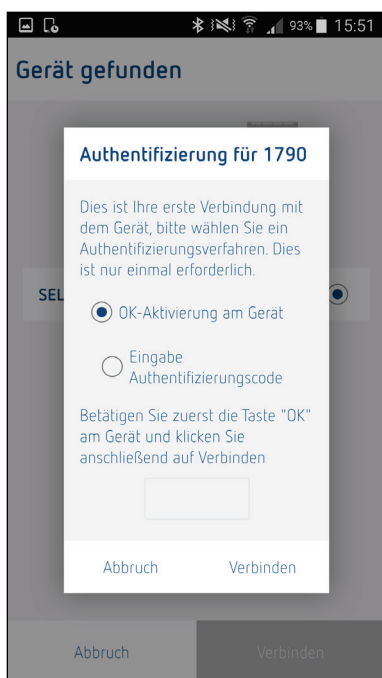 93% 15:51
Gerät gefunden
Authentifizierung für 1790
Dies ist Ihre erste Verbindung mit
dem Gerät, bitte wählen Sie ein
Authentifizierungsverfahren. Dies
ist nur einmal erforderlich.
SEL
OK-Aktivierung am Gerät
Eingabe
Authentifizierungscode
Betätigen Sie zuerst die Taste "OK"
am Gerät und klicken Sie
anschließend auf Verbinden
Abbruch Verbinden
Abbruch Verbinden